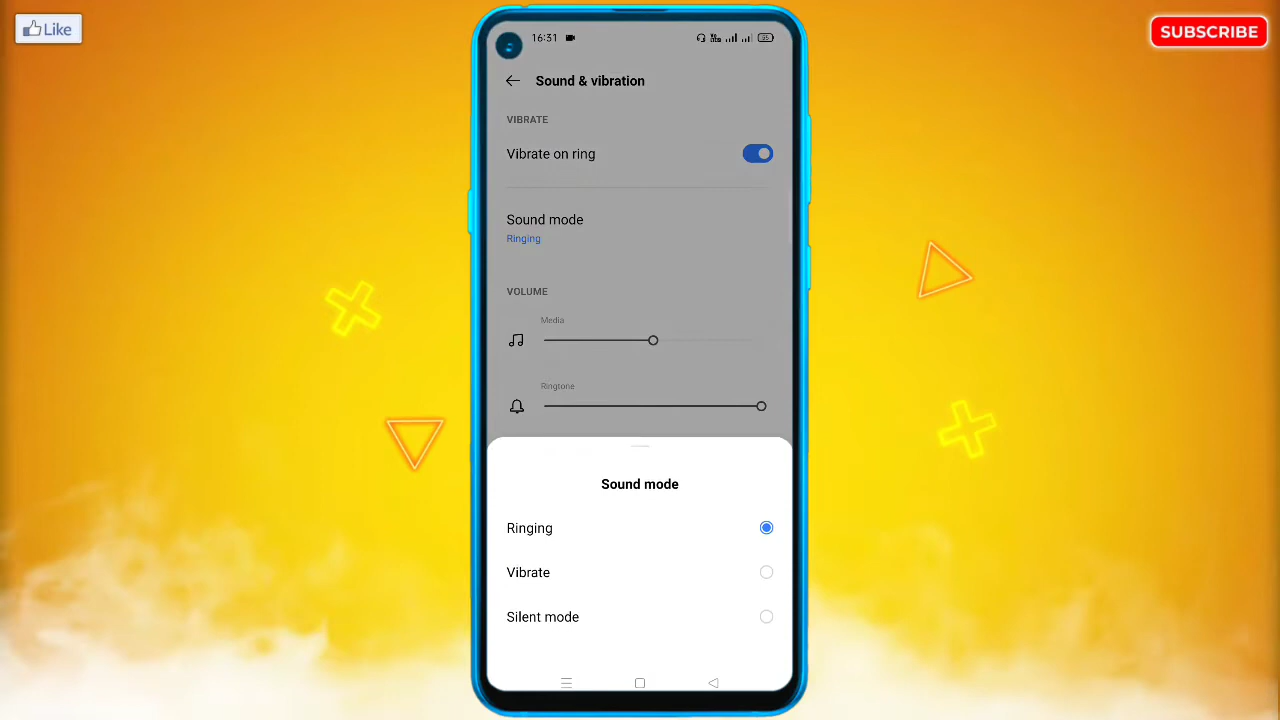 Like
SUBSCRIBE
16:31
Sound & vibration
VIBRATE
Vibrate on ring
Sound mode
Ringing
VOLUME
Media
Ringtone
Sound mode
Ringing
Vibrate
Silent mode